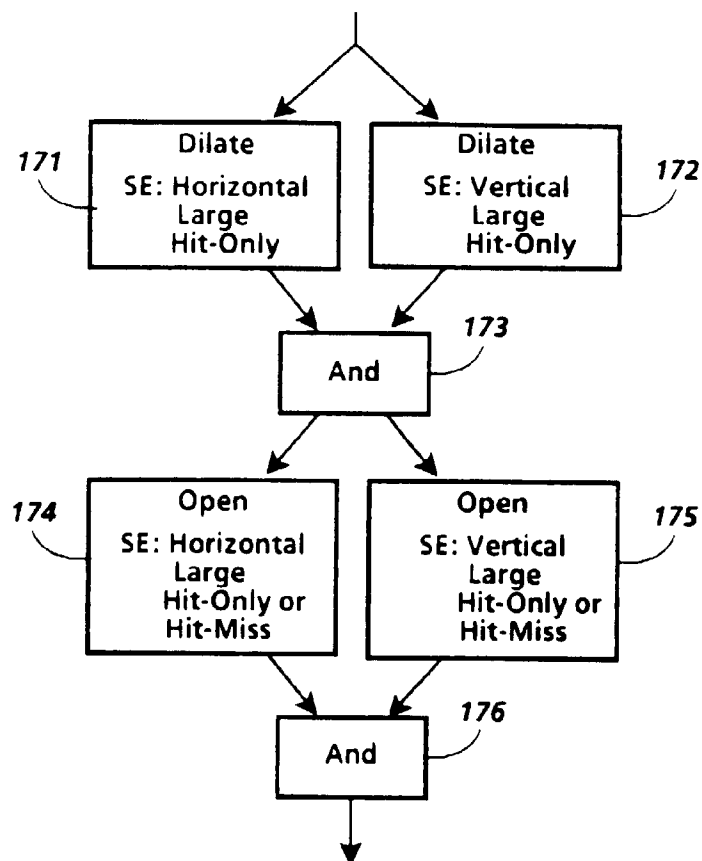 Dilate
SE: Horizontal
Large
Hit-Only
171
Dilate
SE: Vertical
Large
Hit-Only
172
And
173
Open
SE: Horizontal
Large
Hit-Only or
Hit-Miss
174
Open
SE: Vertical
Large
Hit-Only or
Hit-Miss
175
And
176